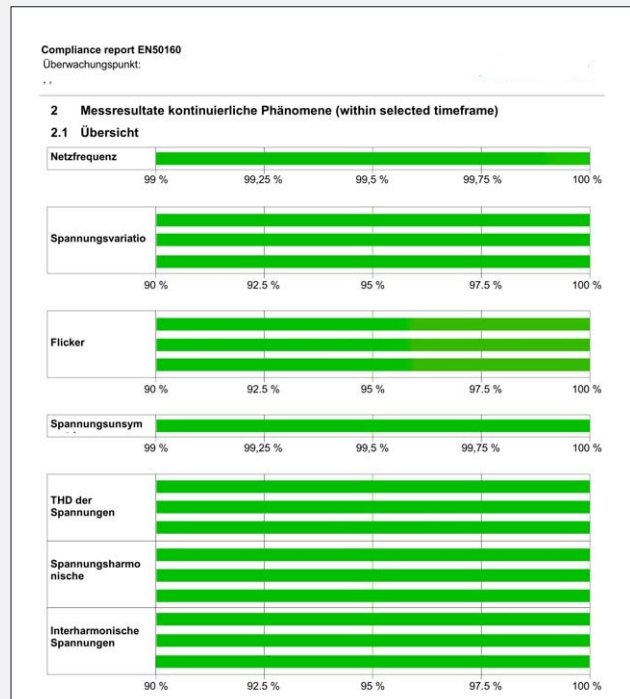 Compliance report EN50160
Überwachungspunkt:
2 Messresultate kontinuierliche Phänomene (within selected timeframe)
2.1 Übersicht
Netzfrequenz
99 % 99,25 % 99,5 % 99,75 % 100 %
Spannungsvariatio
90 % 92.5 % 95 % 97.5 % 100 %
Flicker
90 % 92.5 % 95 % 97.5 % 100 %
Spannungsunsym
99 % 99,25 % 99,5 % 99,75 % 100 %
THD der
Spannungen
Spannungsharmo
nische
Interharmonische
Spannungen
90 % 92.5 % 95 % 97.5 % 100 %